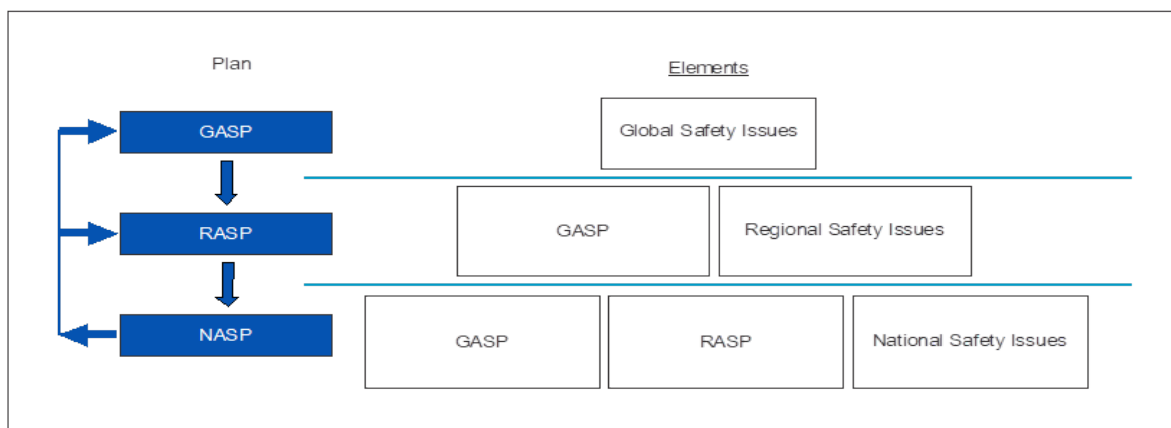 Plan
Elements
GASP
Global Safety Issues
RASP
GASP
Regional Safety Issues
NASP
GASP
RASP
National Safety Issues